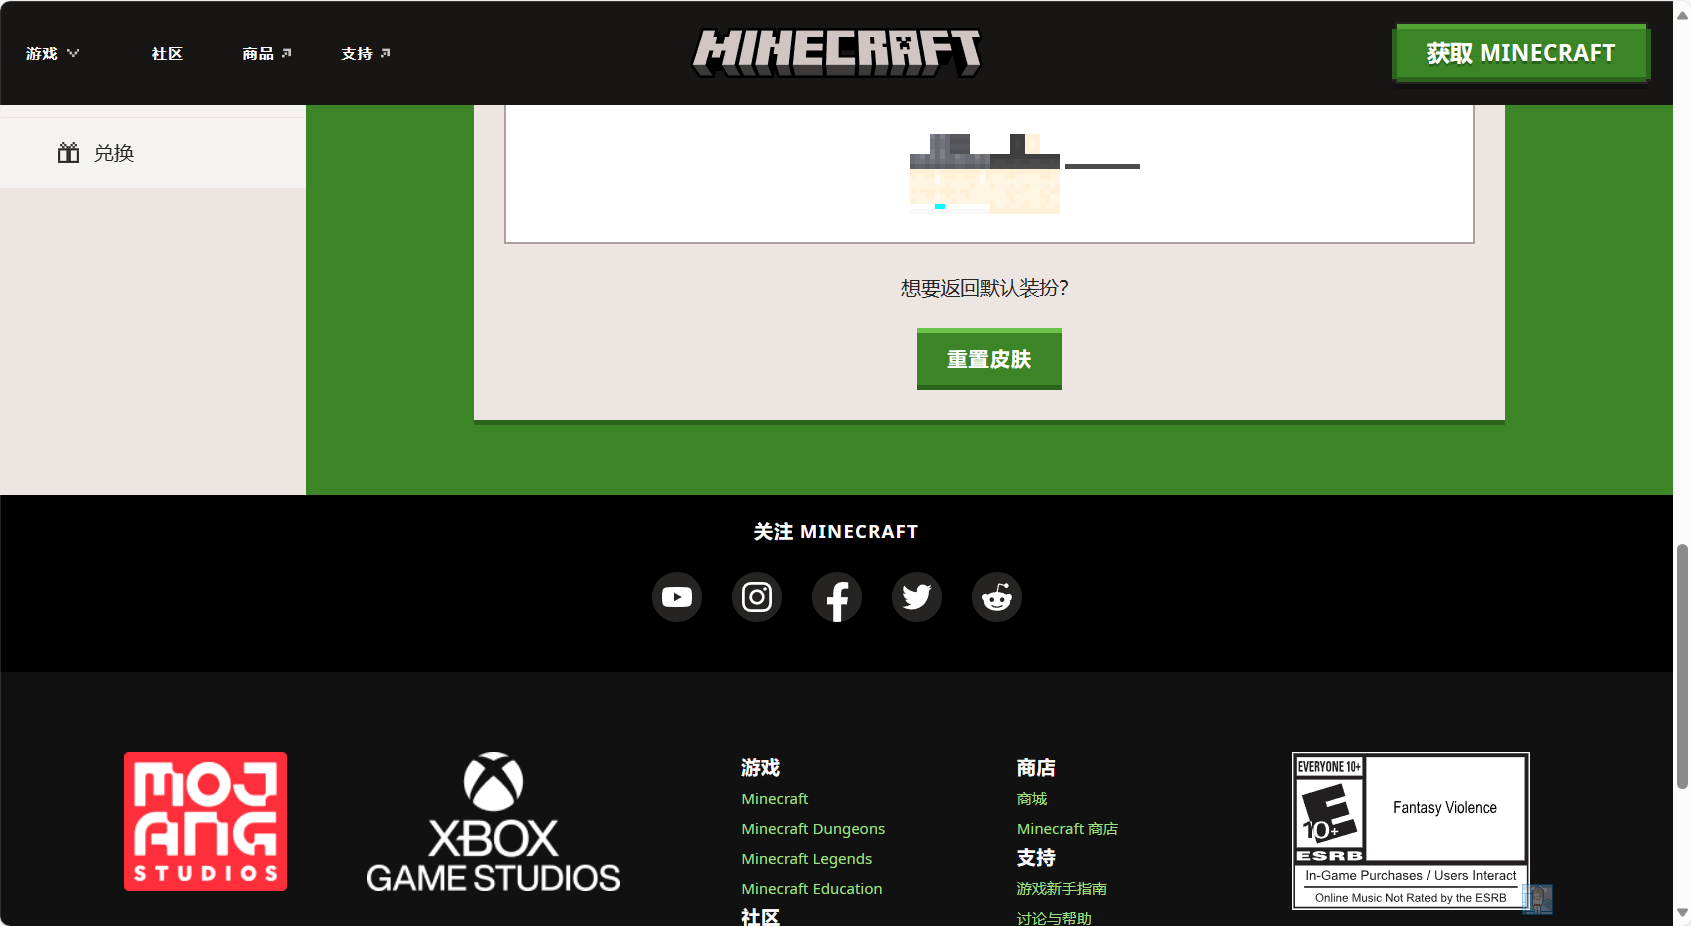 游戏
社区
商品
支持
MINECRAFT
获取 MINECRAFT
兑换
想要返回默认装扮?
重置皮肤
关注 MINECRAFT
MOJANG
STUDIOS
XBOX
GAME STUDIOS
游戏
Minecraft
Minecraft Dungeons
Minecraft Legends
Minecraft Education
社区
商店
商城
Minecraft 商店
支持
游戏新手指南
讨论与帮助
EVERYONE 10+
E
10+
ESRB
Fantasy Violence
In-Game Purchases / Users Interact
Online Music Not Rated by the ESRB